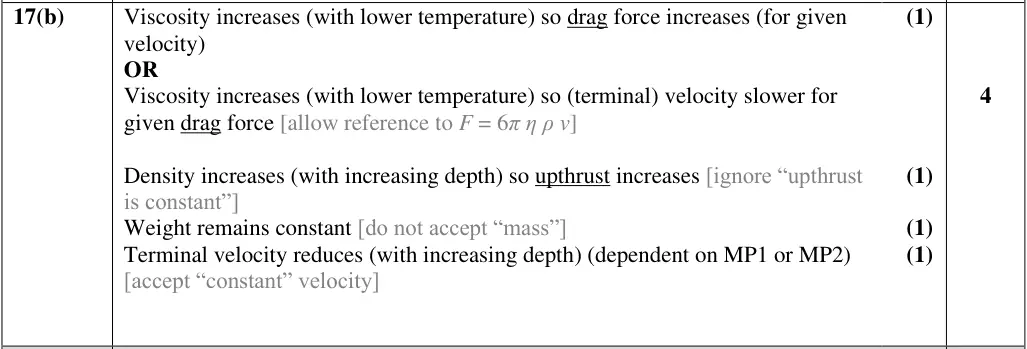 17(b) Viscosity increases (with lower temperature) so drag force increases (for given (1)
velocity)
OR
Viscosity increases (with lower temperature) so (terminal) velocity slower for 4
given drag force [allow reference to F = 6π η ρ v]
Density increases (with increasing depth) so upthrust increases [ignore “upthrust (1)
is constant”]
Weight remains constant [do not accept “mass”] (1)
Terminal velocity reduces (with increasing depth) (dependent on MP1 or MP2) (1)
[accept “constant” velocity]